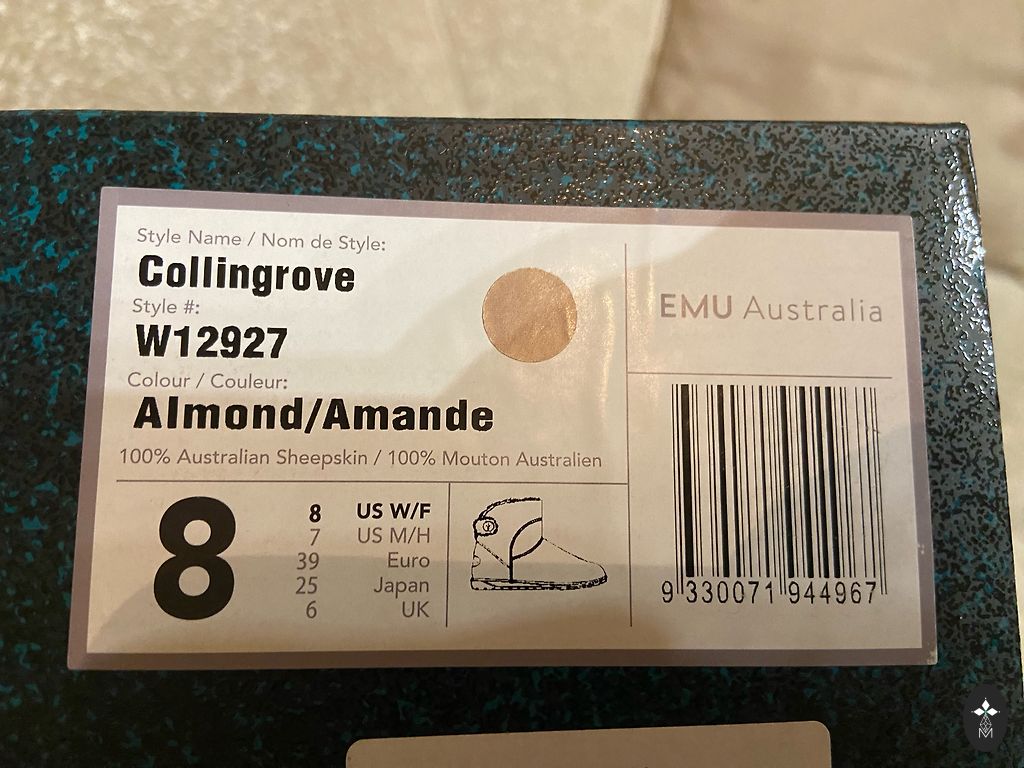 Style Name / Nom de Style:
Collingrove
Style #:
W12927
Colour / Couleur:
Almond/Amande
100% Australian Sheepskin / 100% Mouton Australien
8
8 US W/F
7 US M/H
39 Euro
25 Japan
6 UK
EMU Australia
9 330071 944967
M